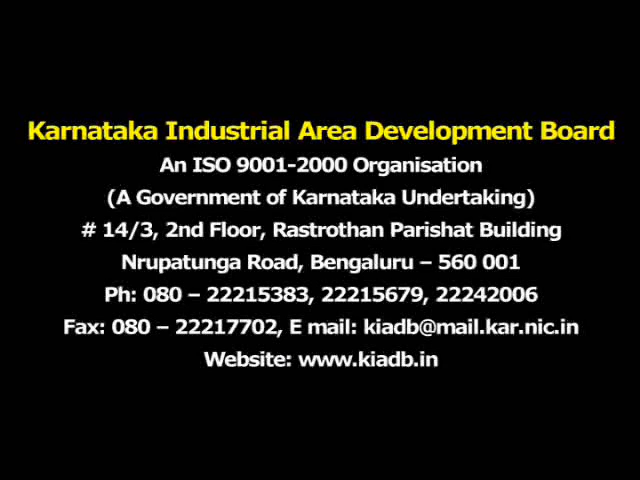 Karnataka Industrial Area Development Board
An ISO 9001-2000 Organisation
(A Government of Karnataka Undertaking)
# 14/3, 2nd Floor, Rastrothan Parishat Building
Nrupatunga Road, Bengaluru – 560 001
Ph: 080 – 22215383, 22215679, 22242006
Fax: 080 – 22217702, E mail: kiadb@mail.kar.nic.in
Website: www.kiadb.in